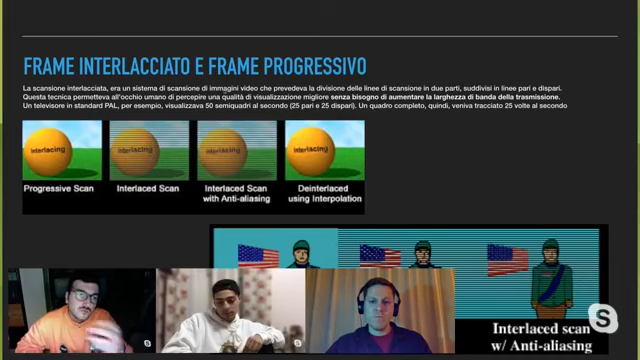 FRAME INTERLACCIATO E FRAME PROGRESSIVO
La scansione interlacciata, era un sistema di scansione di immagini video che prevedeva la divisione delle linee di scansione in due parti, suddivisi in linee pari e dispari.
Questa tecnica permetteva all'occhio umano di percepire una qualità di visualizzazione migliore senza bisogno di aumentare la larghezza di banda della trasmissione.
Un televisore in standard PAL, per esempio, visualizzava 50 semiquadri al secondo (25 pari e 25 dispari). Un quadro completo, quindi, veniva tracciato 25 volte al secondo
Interlacing
Interlacing
Interlacing
Interlacing
Progressive Scan
Interlaced Scan
Interlaced Scan
with Anti-aliasing
Deinterlaced
using Interpolation
Interlaced scan
w/ Anti-aliasing